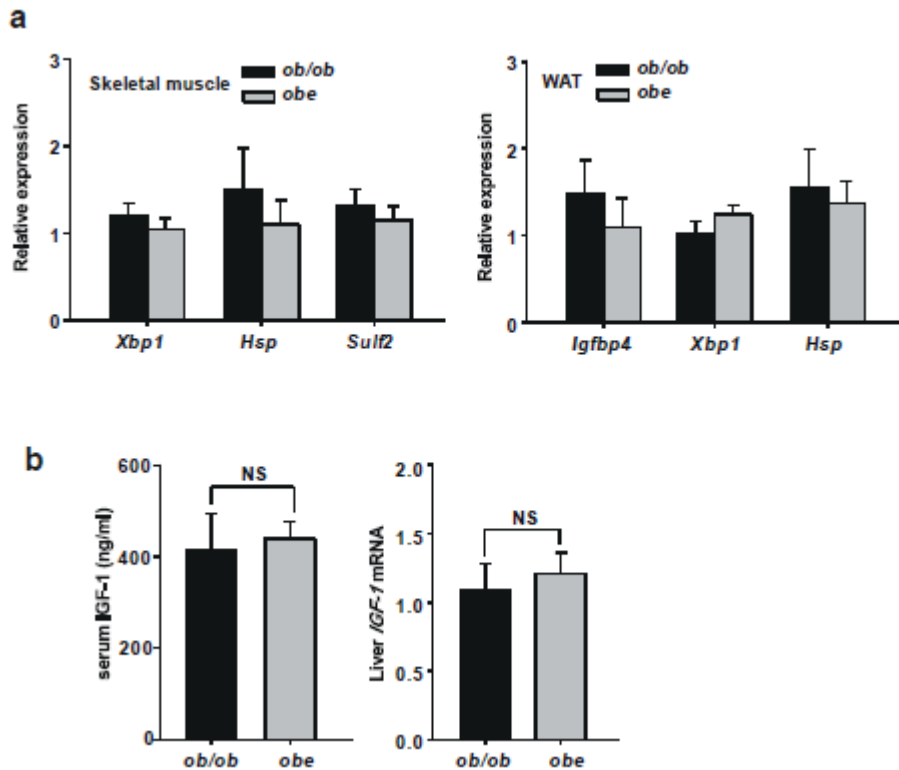 a
3
2
1
0
Relative expression
Skeletal muscle
ob/ob
obe
Xbp1 Hsp Sulf2
3
2
1
0
Relative expression
WAT
ob/ob
obe
Igfbp4 Xbp1 Hsp
b
600
400
200
0
serum IGF-1 (ng/ml)
NS
ob/ob obe
2.0
1.5
1.0
0.5
0.0
Liver IGF-1 mRNA
NS
ob/ob obe